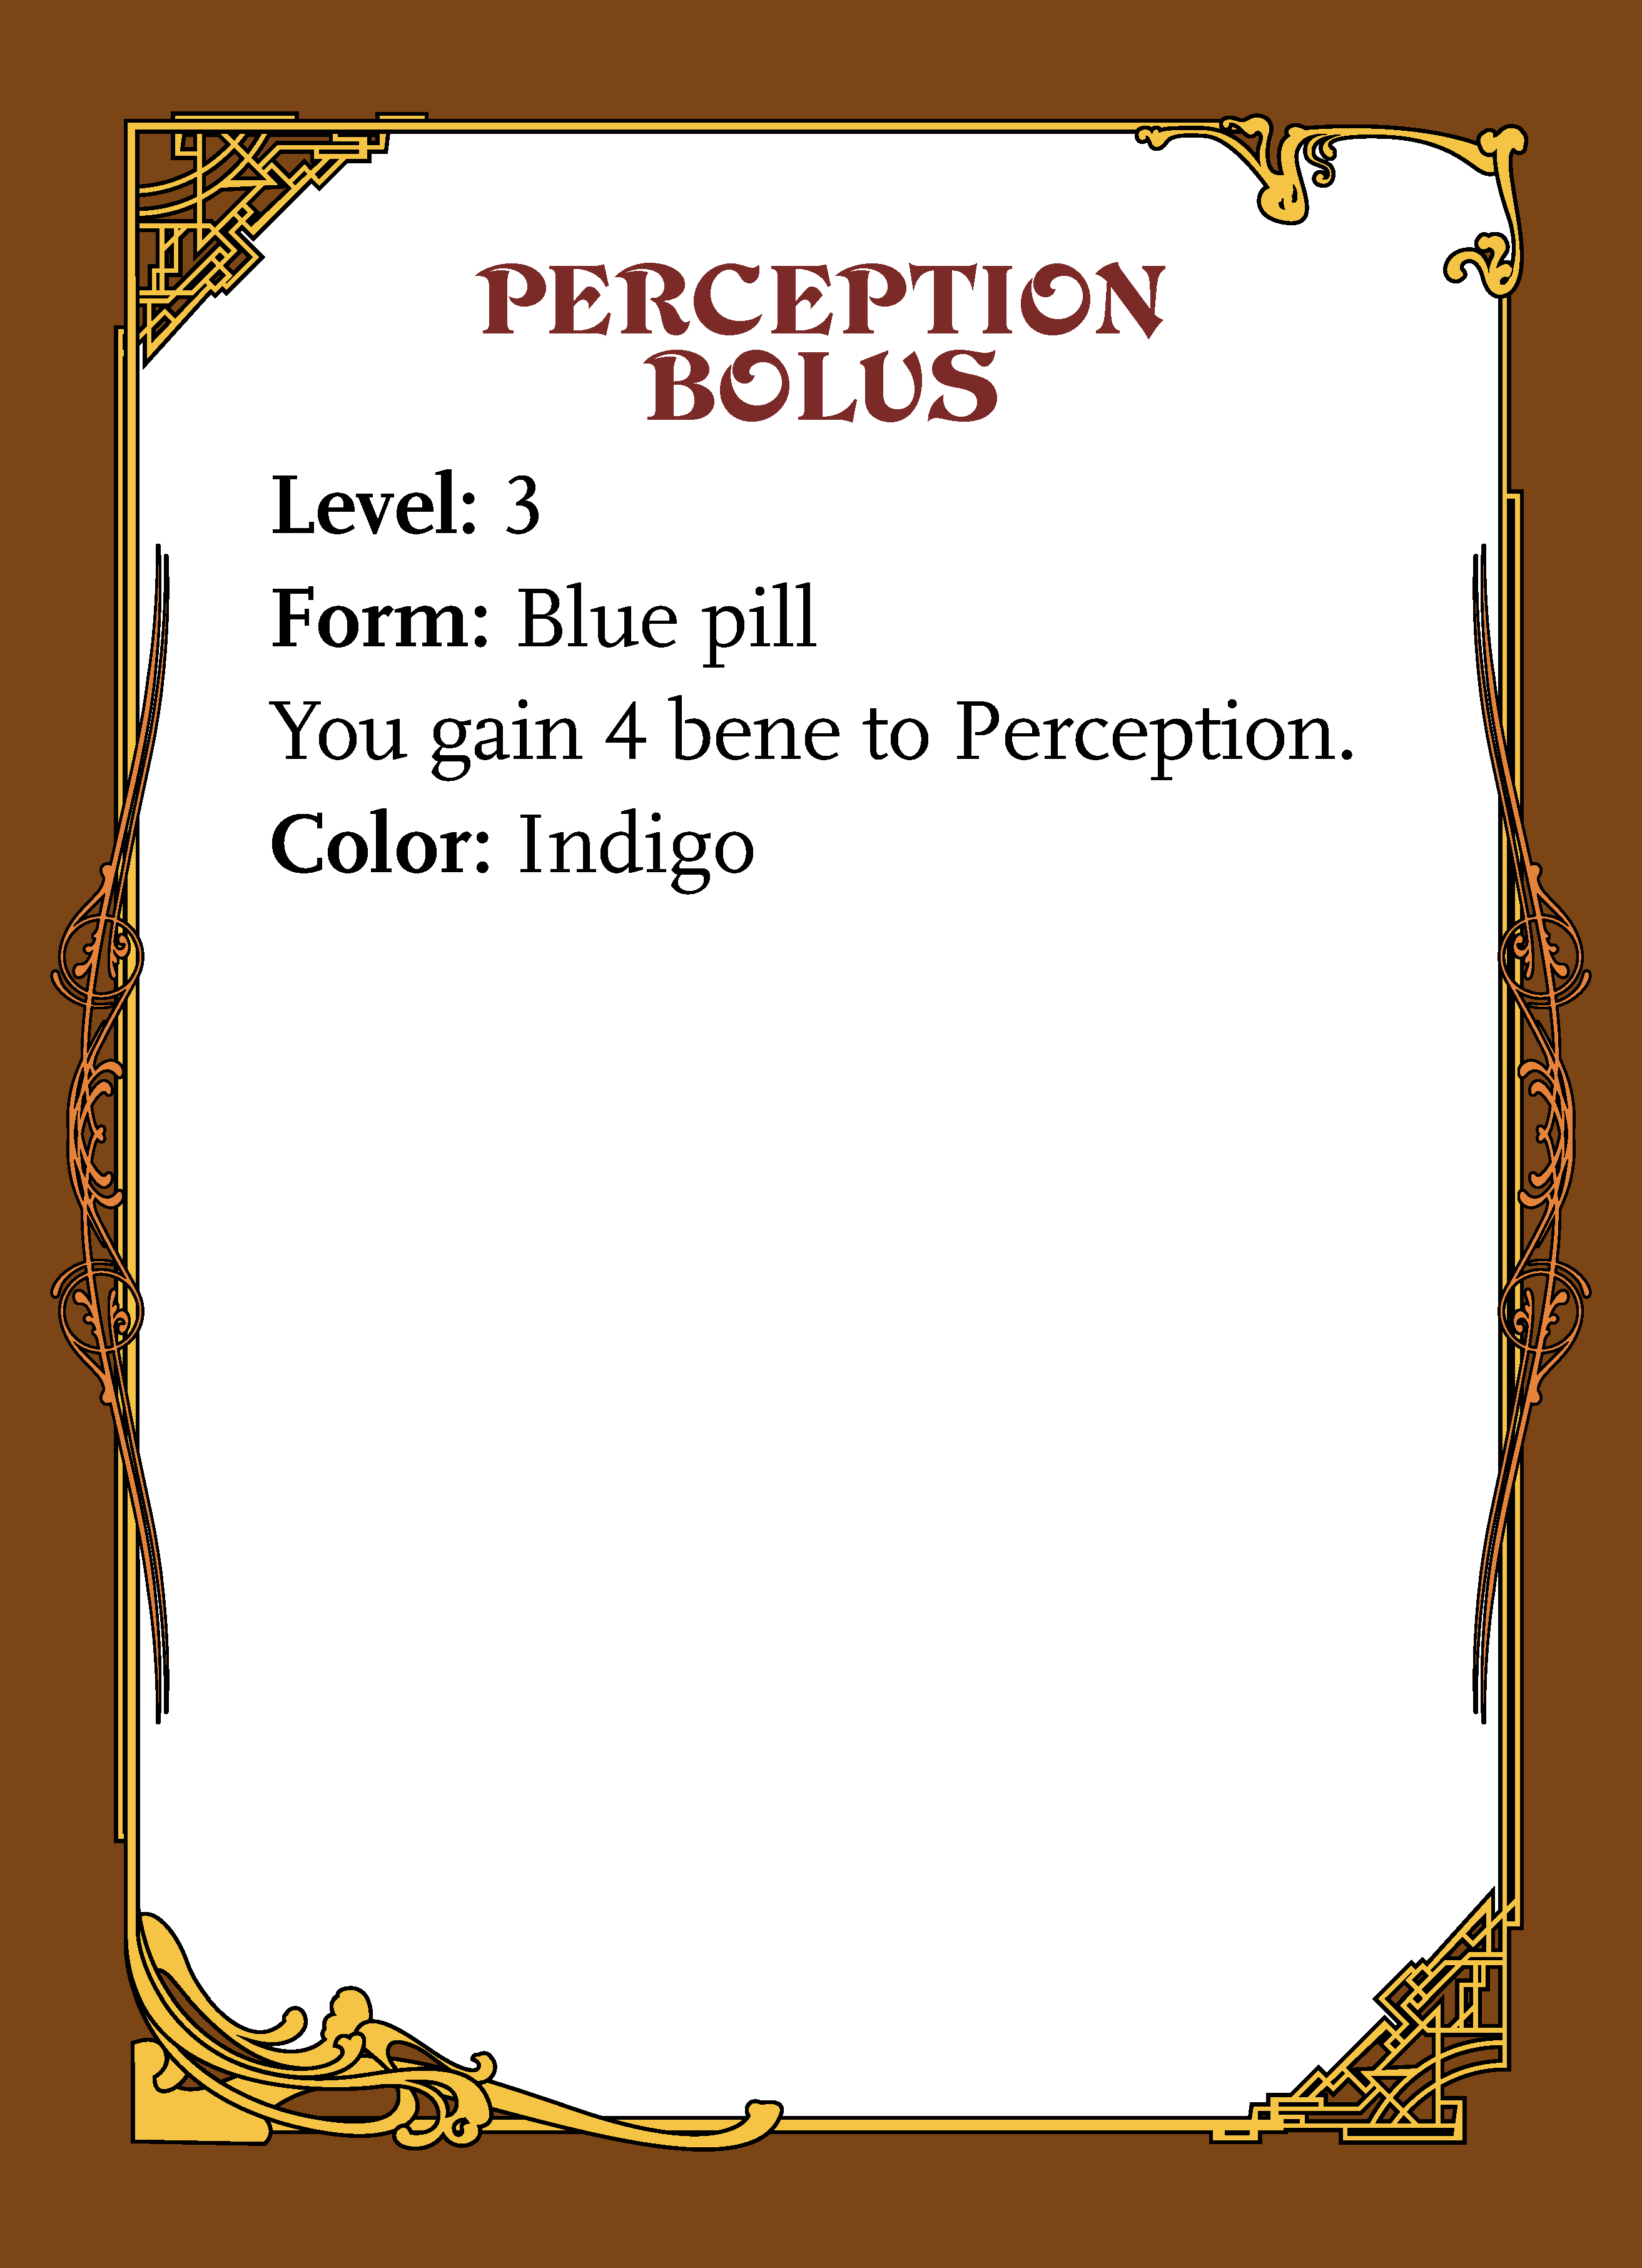 PERCEPTION
BOLUS
Level: 3
Form: Blue pill
You gain 4 bene to Perception.
Color: Indigo